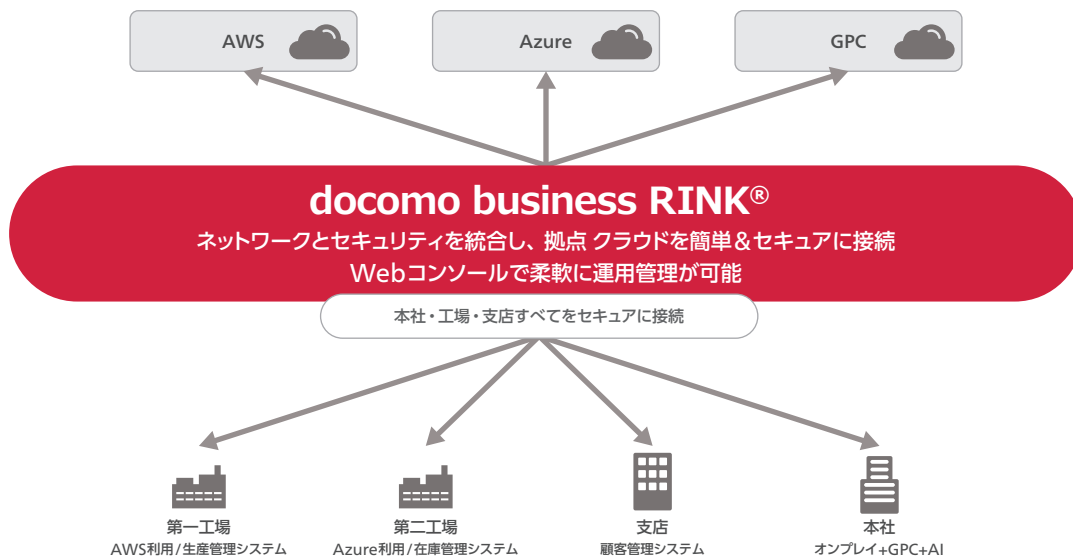 AWS
Azure
GPC
docomo business RINK®
ネットワークとセキュリティを統合し、拠点 クラウドを簡単&セキュアに接続
Webコンソールで柔軟に運用管理が可能
本社・工場・支店すべてをセキュアに接続
第一工場
AWS利用/生産管理システム
第二工場
Azure利用/在庫管理システム
支店
顧客管理システム
本社
オンプレイ+GPC+AI